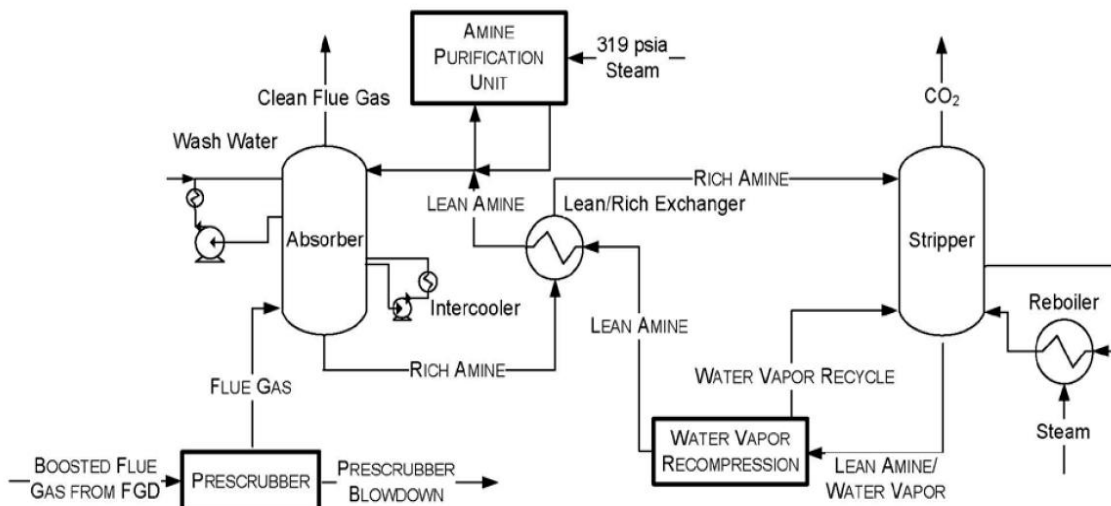 AMINE
PURIFICATION
UNIT
319 psia
Steam
Clean Flue Gas
CO2
Wash Water
RICH AMINE
LEAN AMINE
Lean/Rich Exchanger
Absorber
Stripper
Intercooler
Reboiler
LEAN AMINE
RICH AMINE
FLUE GAS
WATER VAPOR RECYCLE
WATER VAPOR
RECOMPRESSION
Steam
BOOSTED FLUE
GAS FROM FGD
PRESCRUBBER
PRESCRUBBER
BLOWDOWN
LEAN AMINE/
WATER VAPOR